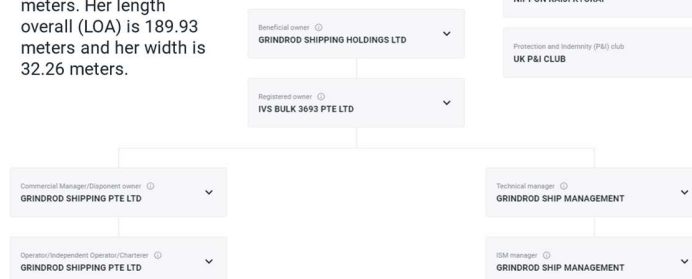 meters. Her length
overall (LOA) is 189.93
meters and her width is
32.26 meters.
Beneficial owner
GRINDROD SHIPPING HOLDINGS LTD
Registered owner
IVS BULK 3693 PTE LTD
NIPPON KAIJI KYOKAI
Protection and Indemnity (P&I) club
UK P&I CLUB
Commercial Manager/Disponent owner
GRINDROD SHIPPING PTE LTD
Operator/Independent Operator/Charterer
GRINDROD SHIPPING PTE LTD
Technical manager
GRINDROD SHIP MANAGEMENT
ISM manager
GRINDROD SHIP MANAGEMENT